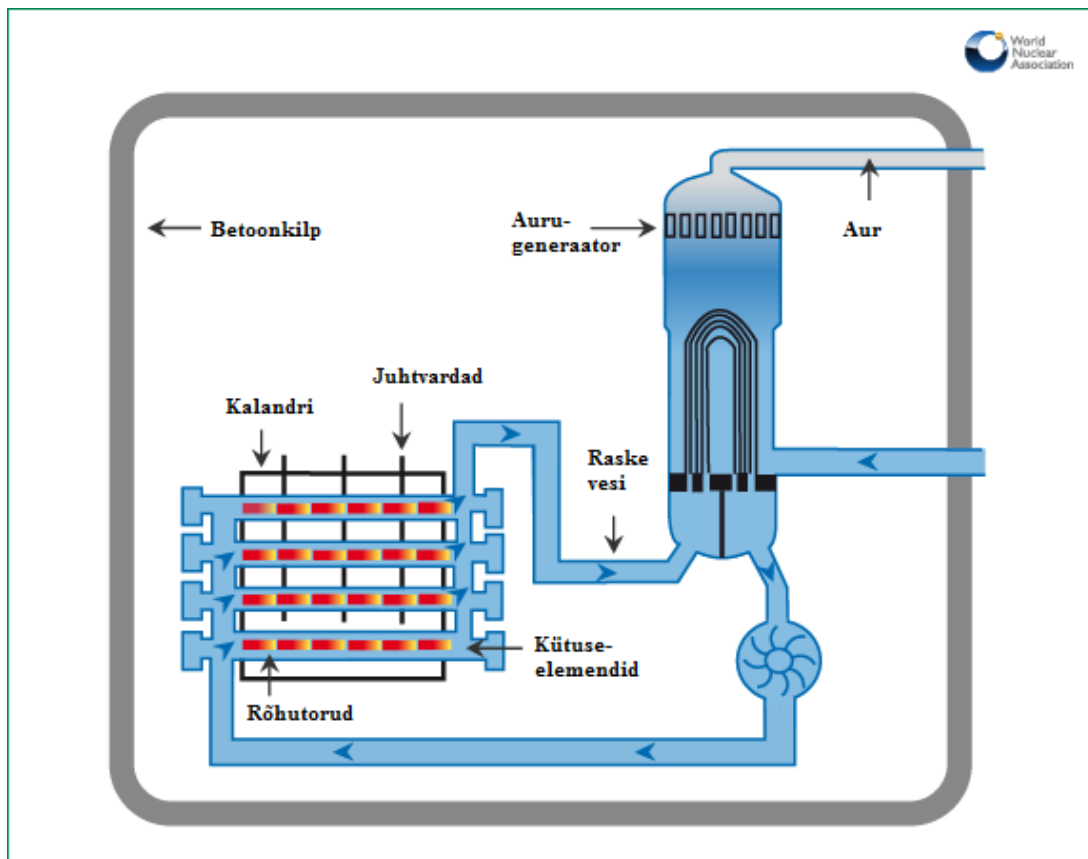 World
Nuclear
Association
Betoonkilp
Auru-
generaator
Aur
Juhtvardad
Kalandri
Raske
vesi
Kütuse-
elemendid
Rõhutorud